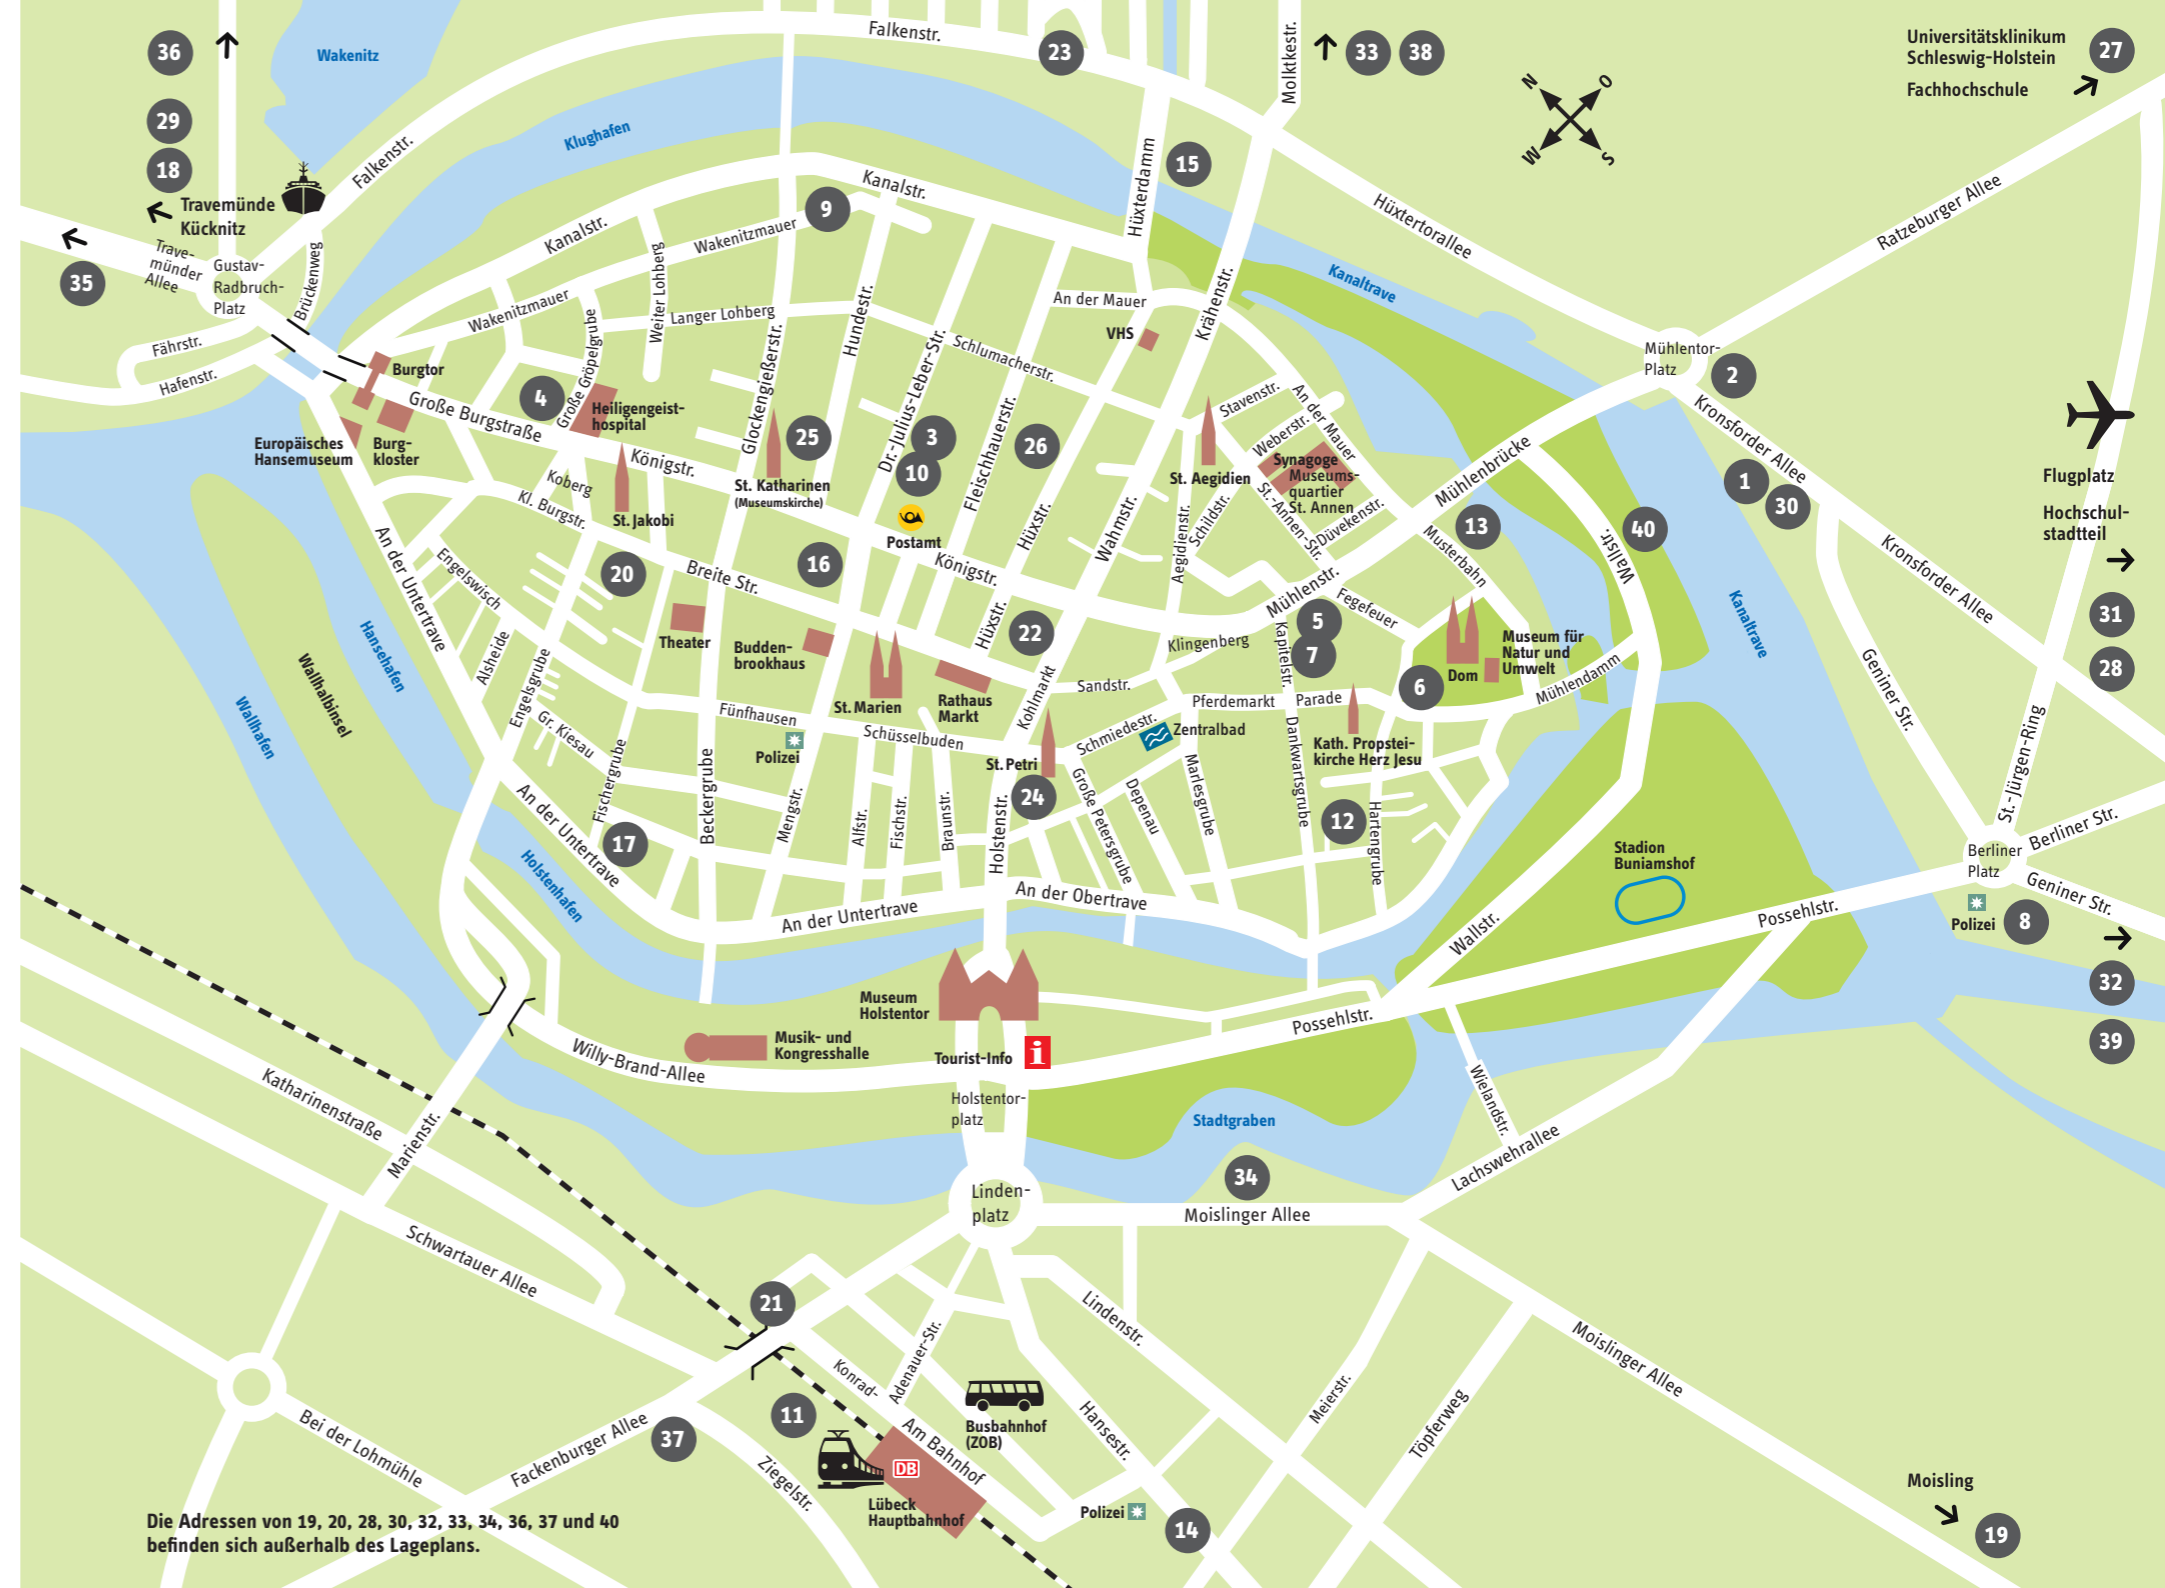 Falkenstr.
23
Molktkestr.
33
38
Universitätsklinikum
Schleswig-Holstein
27
Fachhochschule
36
Wakenitz
29
18
Travemünde
Kücknitz
35
Trave-
münder
Allee
Gustav-
Radbruch-
Platz
Brückenweg
Falkenstr.
Klughafen
Kanalstr.
Kanalstr.
9
Wakenitzmauer
Wakenitzmauer
Hüxterdamm
15
N
O
W
S
Hüxtertorallee
Ratzeburger Allee
Kanaltrave
Fährstr.
Hafenstr.
Weiter Lohberg
Langer Lohberg
An der Mauer
VHS
Krähenstr.
Mühlentor-
Platz
2
Burgtor
Große Burgstraße
4
Große Gröpelgrube
Heiligengeist-
hospital
Glockengießerstr.
Hundestr.
Dr.-Julius-Leber-Str.
Schlumacherstr.
Fleischhauerstr.
Stavenstr.
An der Mauer
Weberstr.
Kronsforder Allee
1
30
Europäisches
Hansemuseum
Burg-
kloster
Königstr.
25
St. Katharinen
(Museumskirche)
3
10
26
St. Aegidien
Synagoge
Museums-
quartier
St. Annen
Mühlenbrücke
Flugplatz
Hochschul-
stadtteil
31
28
Koberg
Kl. Burgstr.
St. Jakobi
Postamt
Hüxstr.
Wahmstr.
Aegidienstr.
Schildstr.
St.-Annen-Str.
Düvekenstr.
13
Musterbahn
40
Wallstr.
Kronsforder Allee
An der Untertrave
Engelswisch
20
Breite Str.
16
Königstr.
Mühlenstr.
Fegefeuer
5
7
Kanaltrave
Hansehafen
Wallhalbinsel
Wallhafen
Alsheide
Engelsgrube
Theater
Budden-
brookhaus
Hüxstr.
22
Klingenberg
Kapitelstr.
Museum für
Natur und
Umwelt
Dom
6
Mühlendamm
Geniner Str.
Gr. Kiesau
Fünfhausen
St. Marien
Rathaus
Markt
Kohlmarkt
Sandstr.
Pferdemarkt
Parade
Schmiedestr.
Zentralbad
Kath. Propstei-
kirche Herz Jesu
Polizei
Schüsselbuden
St. Petri
24
Fischergrube
Beckergrube
Mengstr.
Alfstr.
Fischstr.
Braunstr.
Holstenstr.
Große Petersgrube
Depenau
Marlesgrube
Dankwartsgrube
12
Hartengrube
St.-Jürgen-Ring
An der Untertrave
17
Holstenhafen
Stadion
Buniamshof
Berliner
Platz
Berliner Str.
Geniner Str.
Polizei
8
32
39
An der Untertrave
An der Obertrave
Wallstr.
Possehlstr.
Museum
Holstentor
Possehlstr.
Willy-Brand-Allee
Musik- und
Kongresshalle
Tourist-Info
i
Holstentor-
platz
Wielandstr.
Stadtgraben
Katharinenstraße
Marienstr.
Lachswehrallee
34
Linden-
platz
Moislinger Allee
Schwartauer Allee
21
Lindenstr.
Moislinger Allee
Konrad-
Adenauer-Str.
Busbahnhof
(ZOB)
Hansestr.
Meierstr.
Töpferweg
11
37
Bei der Lohmühle
Fackenburger Allee
Am Bahnhof
DB
Ziegelstr.
Lübeck
Hauptbahnhof
Polizei
14
Moisling
19
Die Adressen von 19, 20, 28, 30, 32, 33, 34, 36, 37 und 40
befinden sich außerhalb des Lageplans.